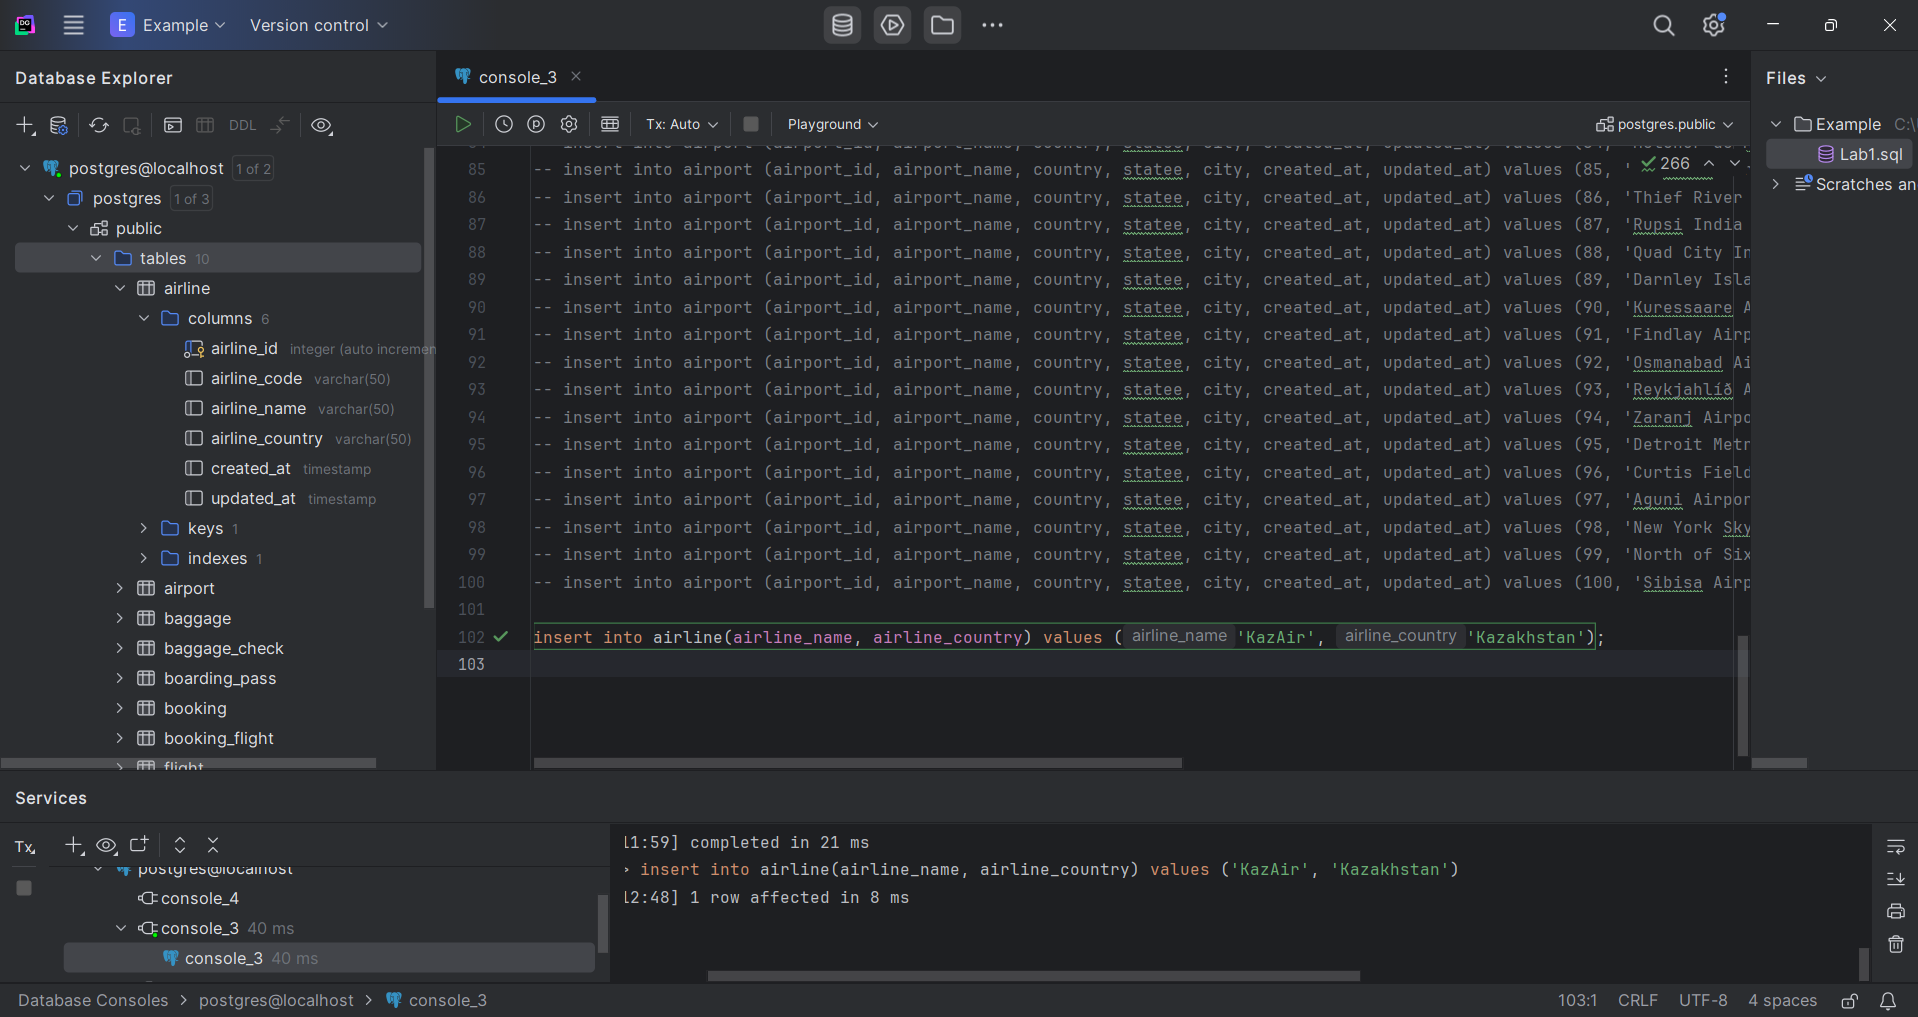 E Example Version control
Database Explorer
console_3
Files
DDL
Tx: Auto
Playground
postgres.public
Example C:\
Lab1.sql
Scratches an
postgres@localhost 1 of 2
postgres 1 of 3
public
tables 10
airline
columns 6
airline_id integer (auto incremen
airline_code varchar(50)
airline_name varchar(50)
airline_country varchar(50)
created_at timestamp
updated_at timestamp
keys 1
indexes 1
airport
baggage
baggage_check
boarding_pass
booking
booking_flight
flight
266
85 -- insert into airport (airport_id, airport_name, country, statee, city, created_at, updated_at) values (85, '
86 -- insert into airport (airport_id, airport_name, country, statee, city, created_at, updated_at) values (86, 'Thief River
87 -- insert into airport (airport_id, airport_name, country, statee, city, created_at, updated_at) values (87, 'Rupsi India
88 -- insert into airport (airport_id, airport_name, country, statee, city, created_at, updated_at) values (88, 'Quad City In
89 -- insert into airport (airport_id, airport_name, country, statee, city, created_at, updated_at) values (89, 'Darnley Isla
90 -- insert into airport (airport_id, airport_name, country, statee, city, created_at, updated_at) values (90, 'Kuressaare A
91 -- insert into airport (airport_id, airport_name, country, statee, city, created_at, updated_at) values (91, 'Findlay Airp
92 -- insert into airport (airport_id, airport_name, country, statee, city, created_at, updated_at) values (92, 'Osmanabad Ai
93 -- insert into airport (airport_id, airport_name, country, statee, city, created_at, updated_at) values (93, 'Reykjahlíð A
94 -- insert into airport (airport_id, airport_name, country, statee, city, created_at, updated_at) values (94, 'Zaranj Airpo
95 -- insert into airport (airport_id, airport_name, country, statee, city, created_at, updated_at) values (95, 'Detroit Metr
96 -- insert into airport (airport_id, airport_name, country, statee, city, created_at, updated_at) values (96, 'Curtis Field
97 -- insert into airport (airport_id, airport_name, country, statee, city, created_at, updated_at) values (97, 'Aguni Airpor
98 -- insert into airport (airport_id, airport_name, country, statee, city, created_at, updated_at) values (98, 'New York Sky
99 -- insert into airport (airport_id, airport_name, country, statee, city, created_at, updated_at) values (99, 'North of Six
100 -- insert into airport (airport_id, airport_name, country, statee, city, created_at, updated_at) values (100, 'Sibisa Airp
101
102 insert into airline(airline_name, airline_country) values ( airline_name 'KazAir', airline_country 'Kazakhstan');
103
Services
Tx
postgres@localhost
console_4
console_3 40 ms
console_3 40 ms
11:59] completed in 21 ms
> insert into airline(airline_name, airline_country) values ('KazAir', 'Kazakhstan')
12:48] 1 row affected in 8 ms
Database Consoles > postgres@localhost > console_3
103:1 CRLF UTF-8 4 spaces